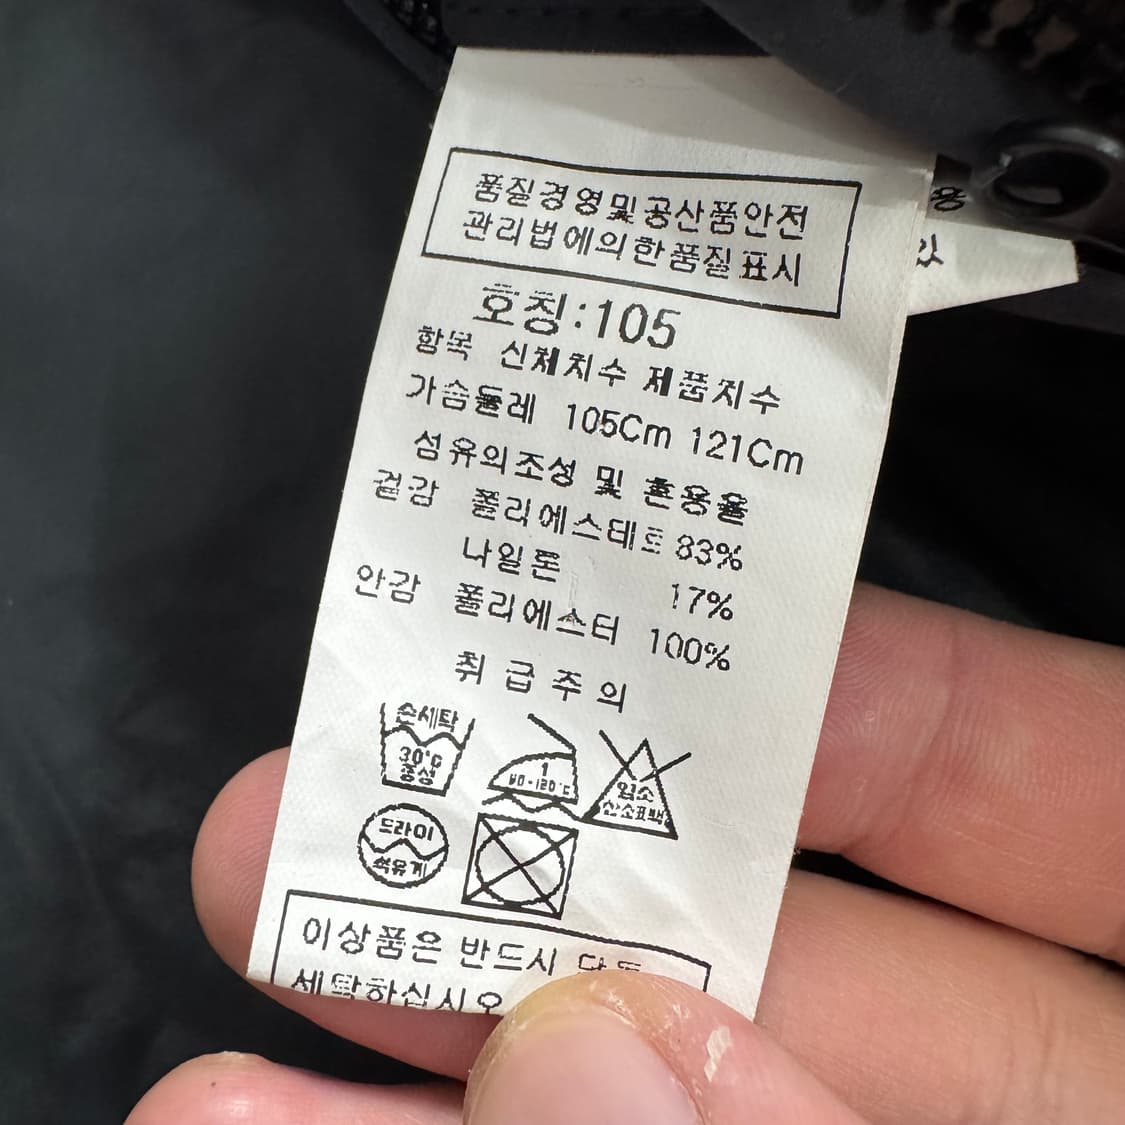 품질경영및공산품안전
관리법에의한품질표시
호칭:105
항목 신체치수 제품치수
가슴둘레 105Cm 121Cm
섬유의조성 및 혼용율
겉감 폴리에스테르 83%
나일론 17%
안감 폴리에스터 100%
취급주의
손세탁
30°C
중성
1
80-120°C
염소
산소표백
드라이
석유계
이상품은 반드시 단독
세탁하십시오
용